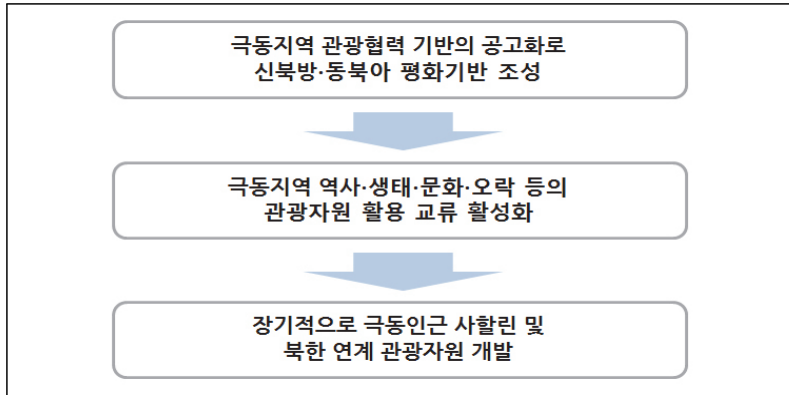 극동지역 관광협력 기반의 공고화로
신북방·동북아 평화기반 조성
극동지역 역사·생태·문화·오락 등의
관광자원 활용 교류 활성화
장기적으로 극동인근 사할린 및
북한 연계 관광자원 개발